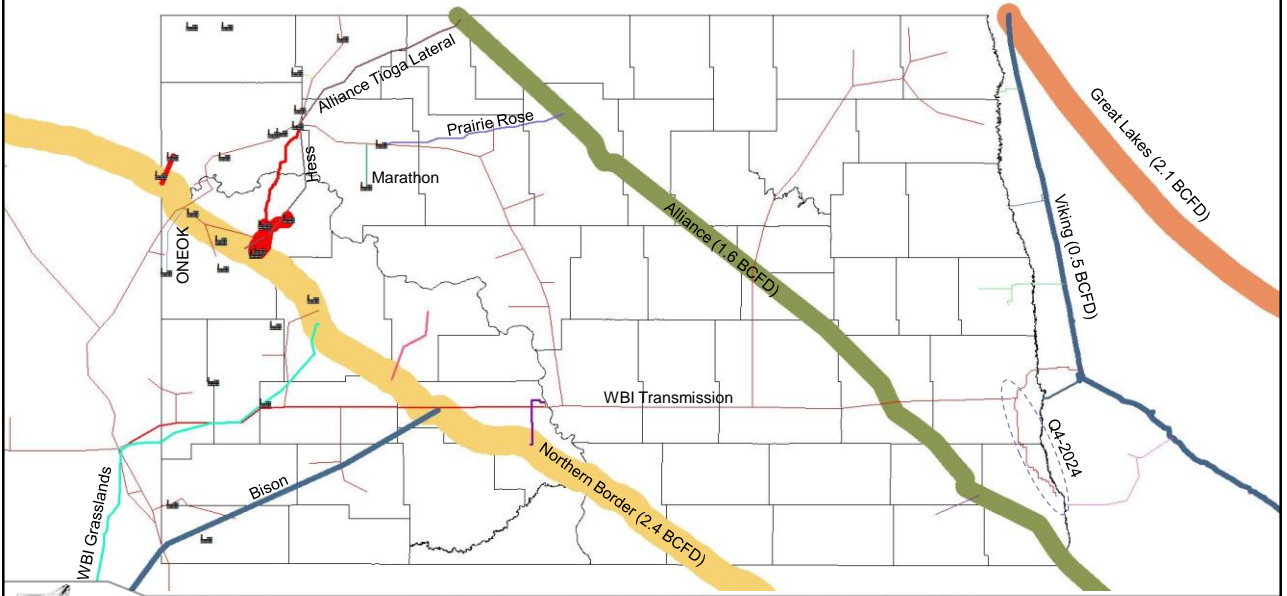 Alliance Tioga Lateral
Great Lakes (2.1 BCFD)
Prairie Rose
Hess
Marathon
Viking (0.5 BCFD)
Alliance (1.6 BCFD)
ONEOK
WBI Transmission
Q4-2024
Northern Border (2.4 BCFD)
Bison
WBI Grasslands